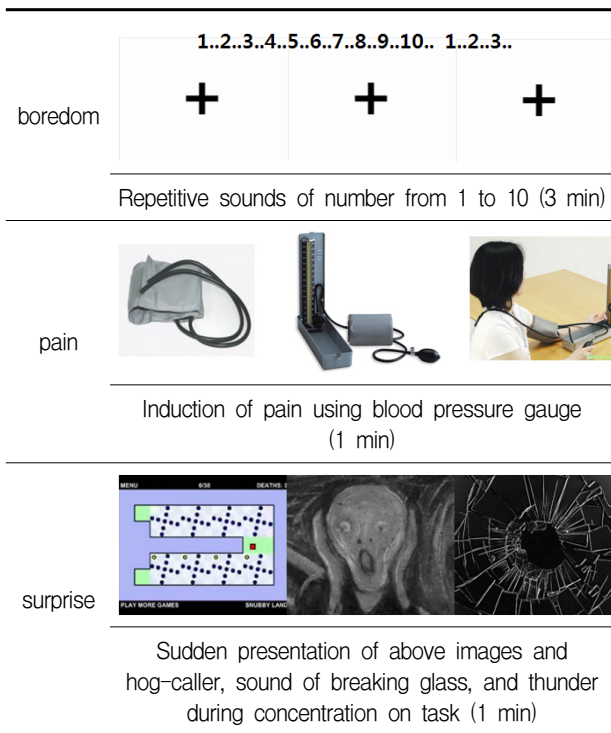 1..2..3..4..5..6..7..8..9..10.. 1..2..3..
boredom
Repetitive sounds of number from 1 to 10 (3 min)
pain
Induction of pain using blood pressure gauge
(1 min)
MENU 6/30 DEATHS:
PLAY MORE GAMES SNUBBY LAND
surprise
Sudden presentation of above images and
hog-caller, sound of breaking glass, and thunder
during concentration on task (1 min)